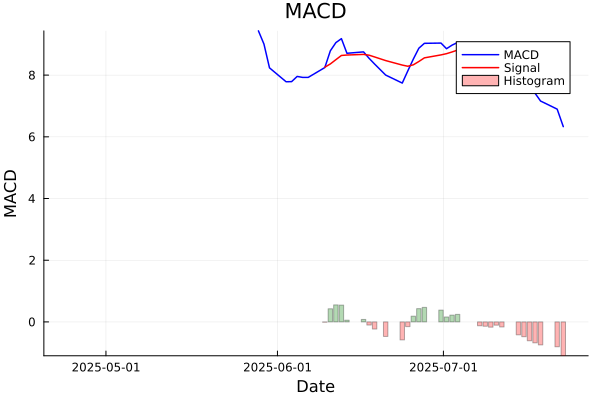 MACD
MACD
Signal
Histogram
8
6
4
2
0
MACD
2025-05-01
2025-06-01
2025-07-01
Date